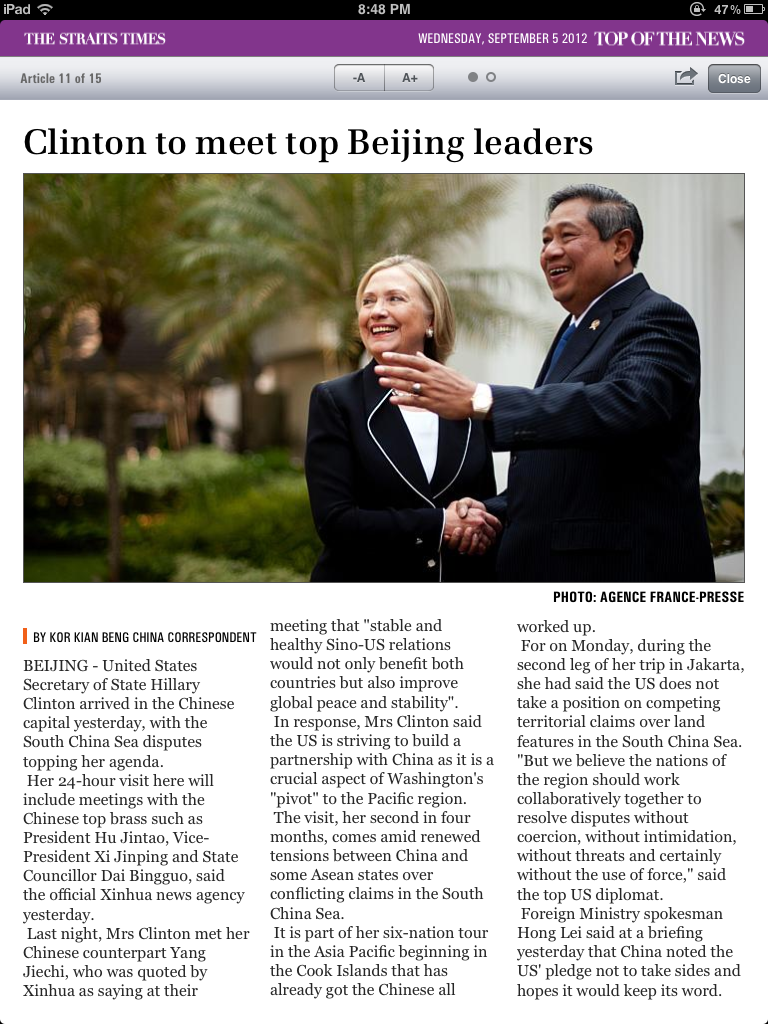 iPad 8:48 PM 47%
THE STRAITS TIMES WEDNESDAY, SEPTEMBER 5 2012 TOP OF THE NEWS
Article 11 of 15 -A A+ Close
Clinton to meet top Beijing leaders
PHOTO: AGENCE FRANCE-PRESSE
BY KOR KIAN BENG CHINA CORRESPONDENT
BEIJING - United States
Secretary of State Hillary
Clinton arrived in the Chinese
capital yesterday, with the
South China Sea disputes
topping her agenda.
Her 24-hour visit here will
include meetings with the
Chinese top brass such as
President Hu Jintao, Vice-
President Xi Jinping and State
Councillor Dai Bingguo, said
the official Xinhua news agency
yesterday.
Last night, Mrs Clinton met her
Chinese counterpart Yang
Jiechi, who was quoted by
Xinhua as saying at their
meeting that "stable and
healthy Sino-US relations
would not only benefit both
countries but also improve
global peace and stability".
In response, Mrs Clinton said
the US is striving to build a
partnership with China as it is a
crucial aspect of Washington's
"pivot" to the Pacific region.
The visit, her second in four
months, comes amid renewed
tensions between China and
some Asean states over
conflicting claims in the South
China Sea.
It is part of her six-nation tour
in the Asia Pacific beginning in
the Cook Islands that has
already got the Chinese all
worked up.
For on Monday, during the
second leg of her trip in Jakarta,
she had said the US does not
take a position on competing
territorial claims over land
features in the South China Sea.
"But we believe the nations of
the region should work
collaboratively together to
resolve disputes without
coercion, without intimidation,
without threats and certainly
without the use of force," said
the top US diplomat.
Foreign Ministry spokesman
Hong Lei said at a briefing
yesterday that China noted the
US' pledge not to take sides and
hopes it would keep its word.